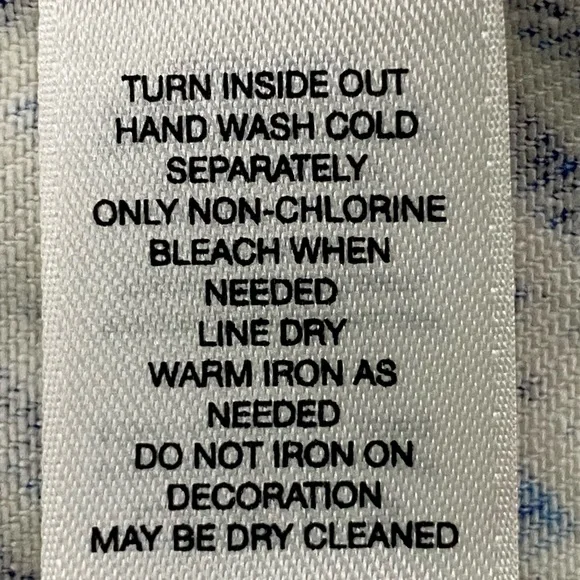 TURN INSIDE OUT
HAND WASH COLD
SEPARATELY
ONLY NON-CHLORINE
BLEACH WHEN
NEEDED
LINE DRY
WARM IRON AS
NEEDED
DO NOT IRON ON
DECORATION
MAY BE DRY CLEANED